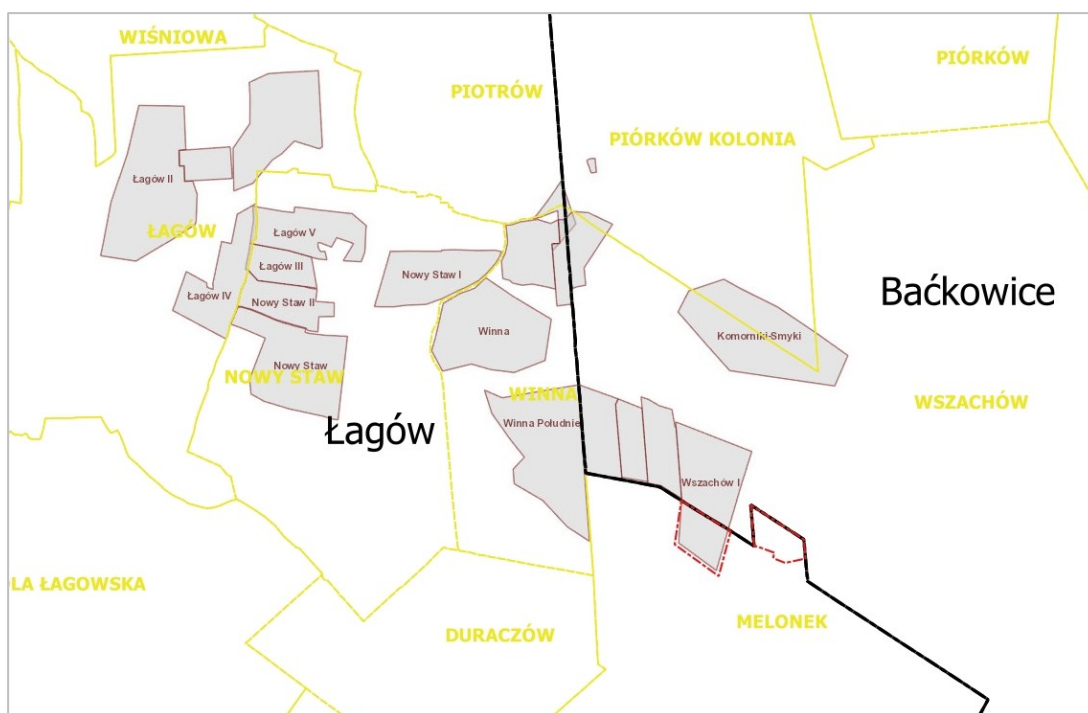 WIŚNIOWA
PIÓRKÓW
PIOTRÓW
PIÓRKÓW KOLONIA
Łagów II
ŁAGÓW
Łagów V
Łagów III
Nowy Staw I
Łagów IV
Nowy Staw II
Baćkowice
Winna
Komorniki-Smyki
Nowy Staw
NOWY STAW
WINNA
WSZACHÓW
Winna Południe
Łagów
Wszachów I
LA ŁAGOWSKA
DURACZÓW
MELONEK